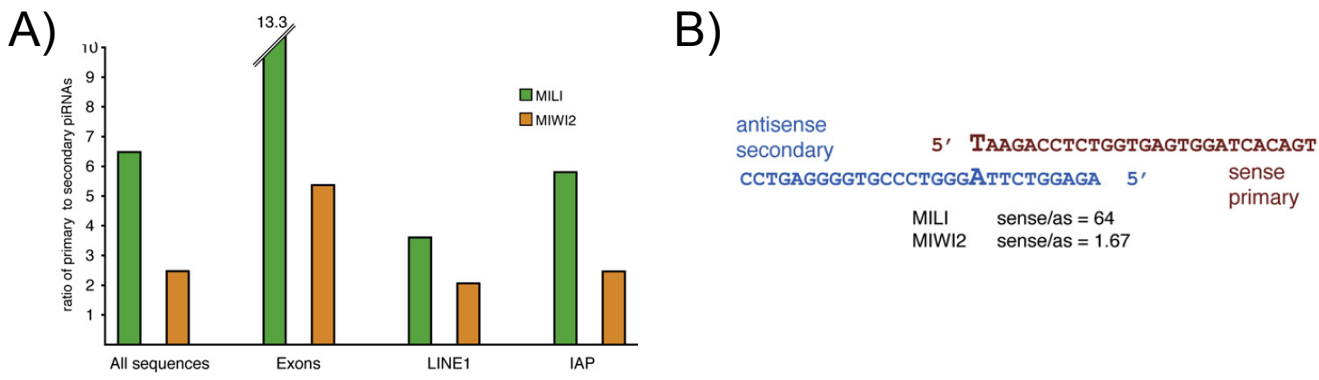 A)
13.3
10
9
8
7
6
5
4
3
2
1
ratio of primary to secondary piRNAs
MILI
MIWI2
All sequences
Exons
LINE1
IAP
B)
antisense
secondary
5′ TAAGACCTCTGGTGAGTGGATCACAGT
CCTGAGGGGTGCCCTGGGATTCTGGAGA 5′
sense
primary
MILI sense/as = 64
MIWI2 sense/as = 1.67